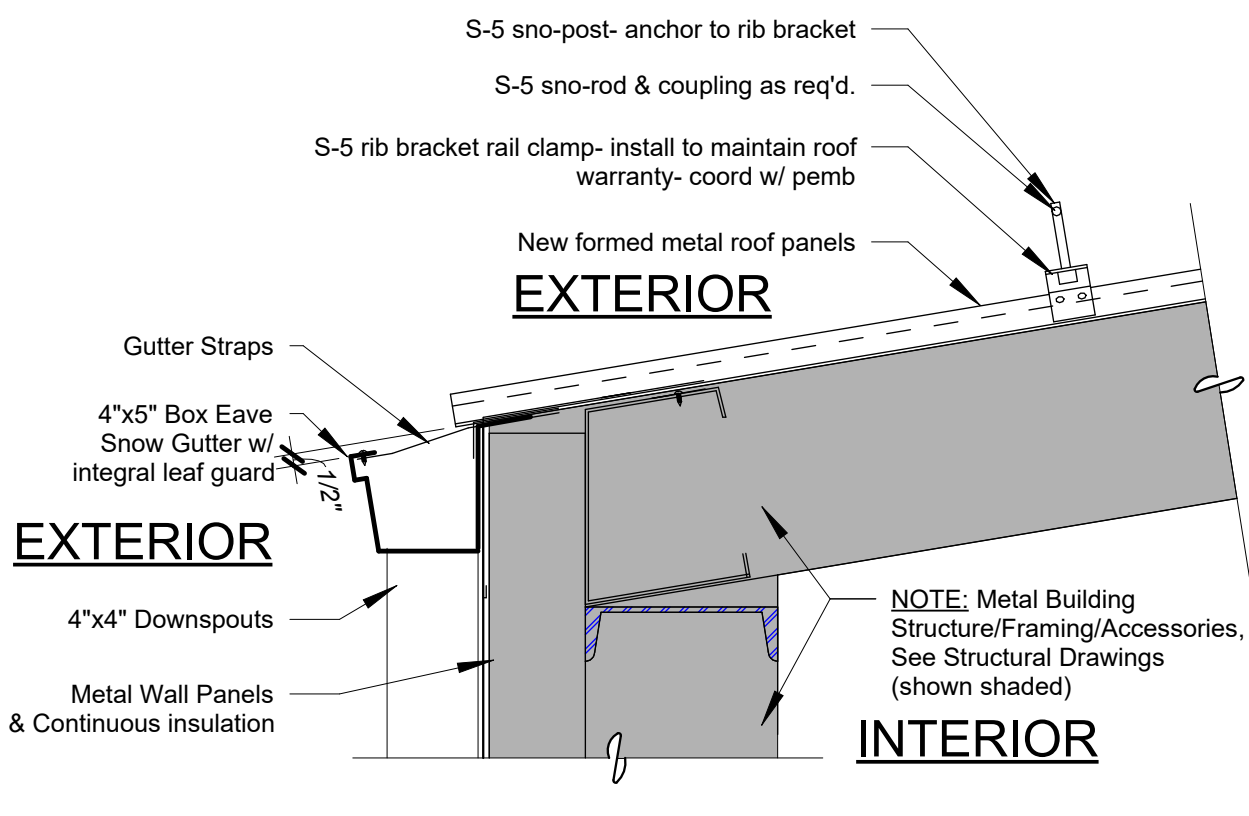 S-5 sno-post- anchor to rib bracket
S-5 sno-rod & coupling as req'd.
S-5 rib bracket rail clamp- install to maintain roof
warranty- coord w/ pemb
New formed metal roof panels
EXTERIOR
Gutter Straps
4"x5" Box Eave
Snow Gutter w/
integral leaf guard
1/2"
EXTERIOR
4"x4" Downspouts
Metal Wall Panels
& Continuous insulation
NOTE: Metal Building
Structure/Framing/Accessories,
See Structural Drawings
(shown shaded)
INTERIOR